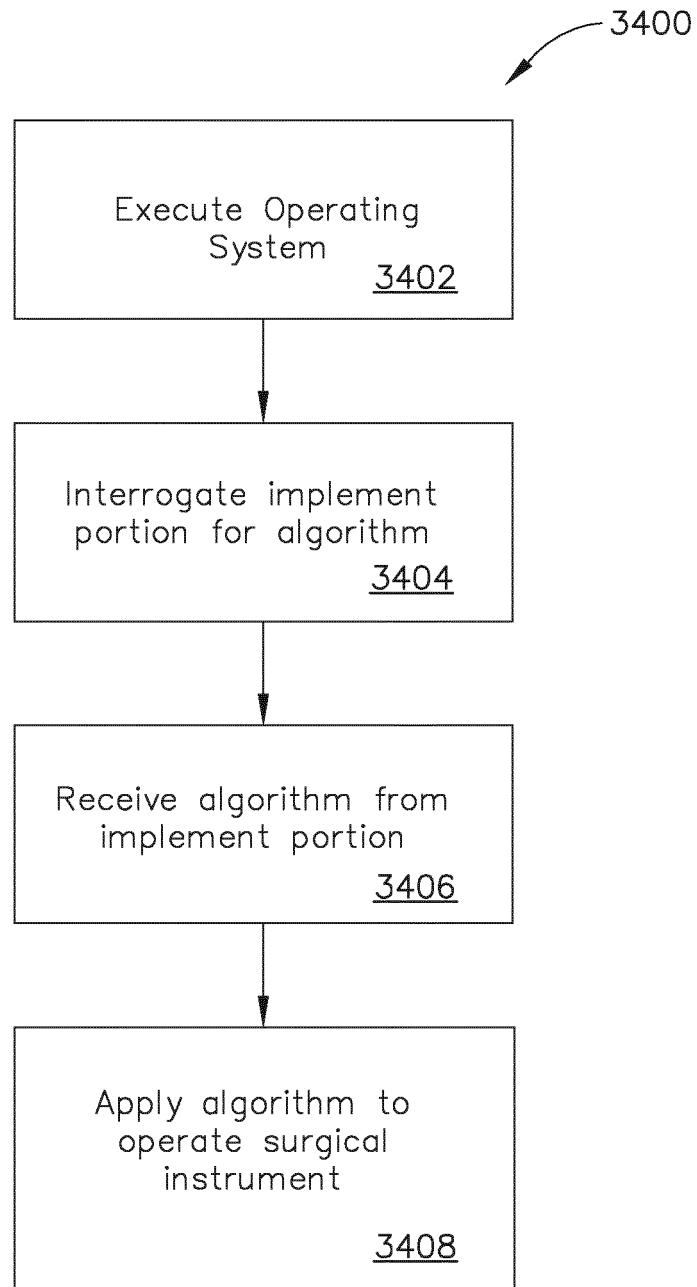 3400
Execute Operating
System
3402
Interrogate implement
portion for algorithm
3404
Receive algorithm from
implement portion
3406
Apply algorithm to
operate surgical
instrument
3408